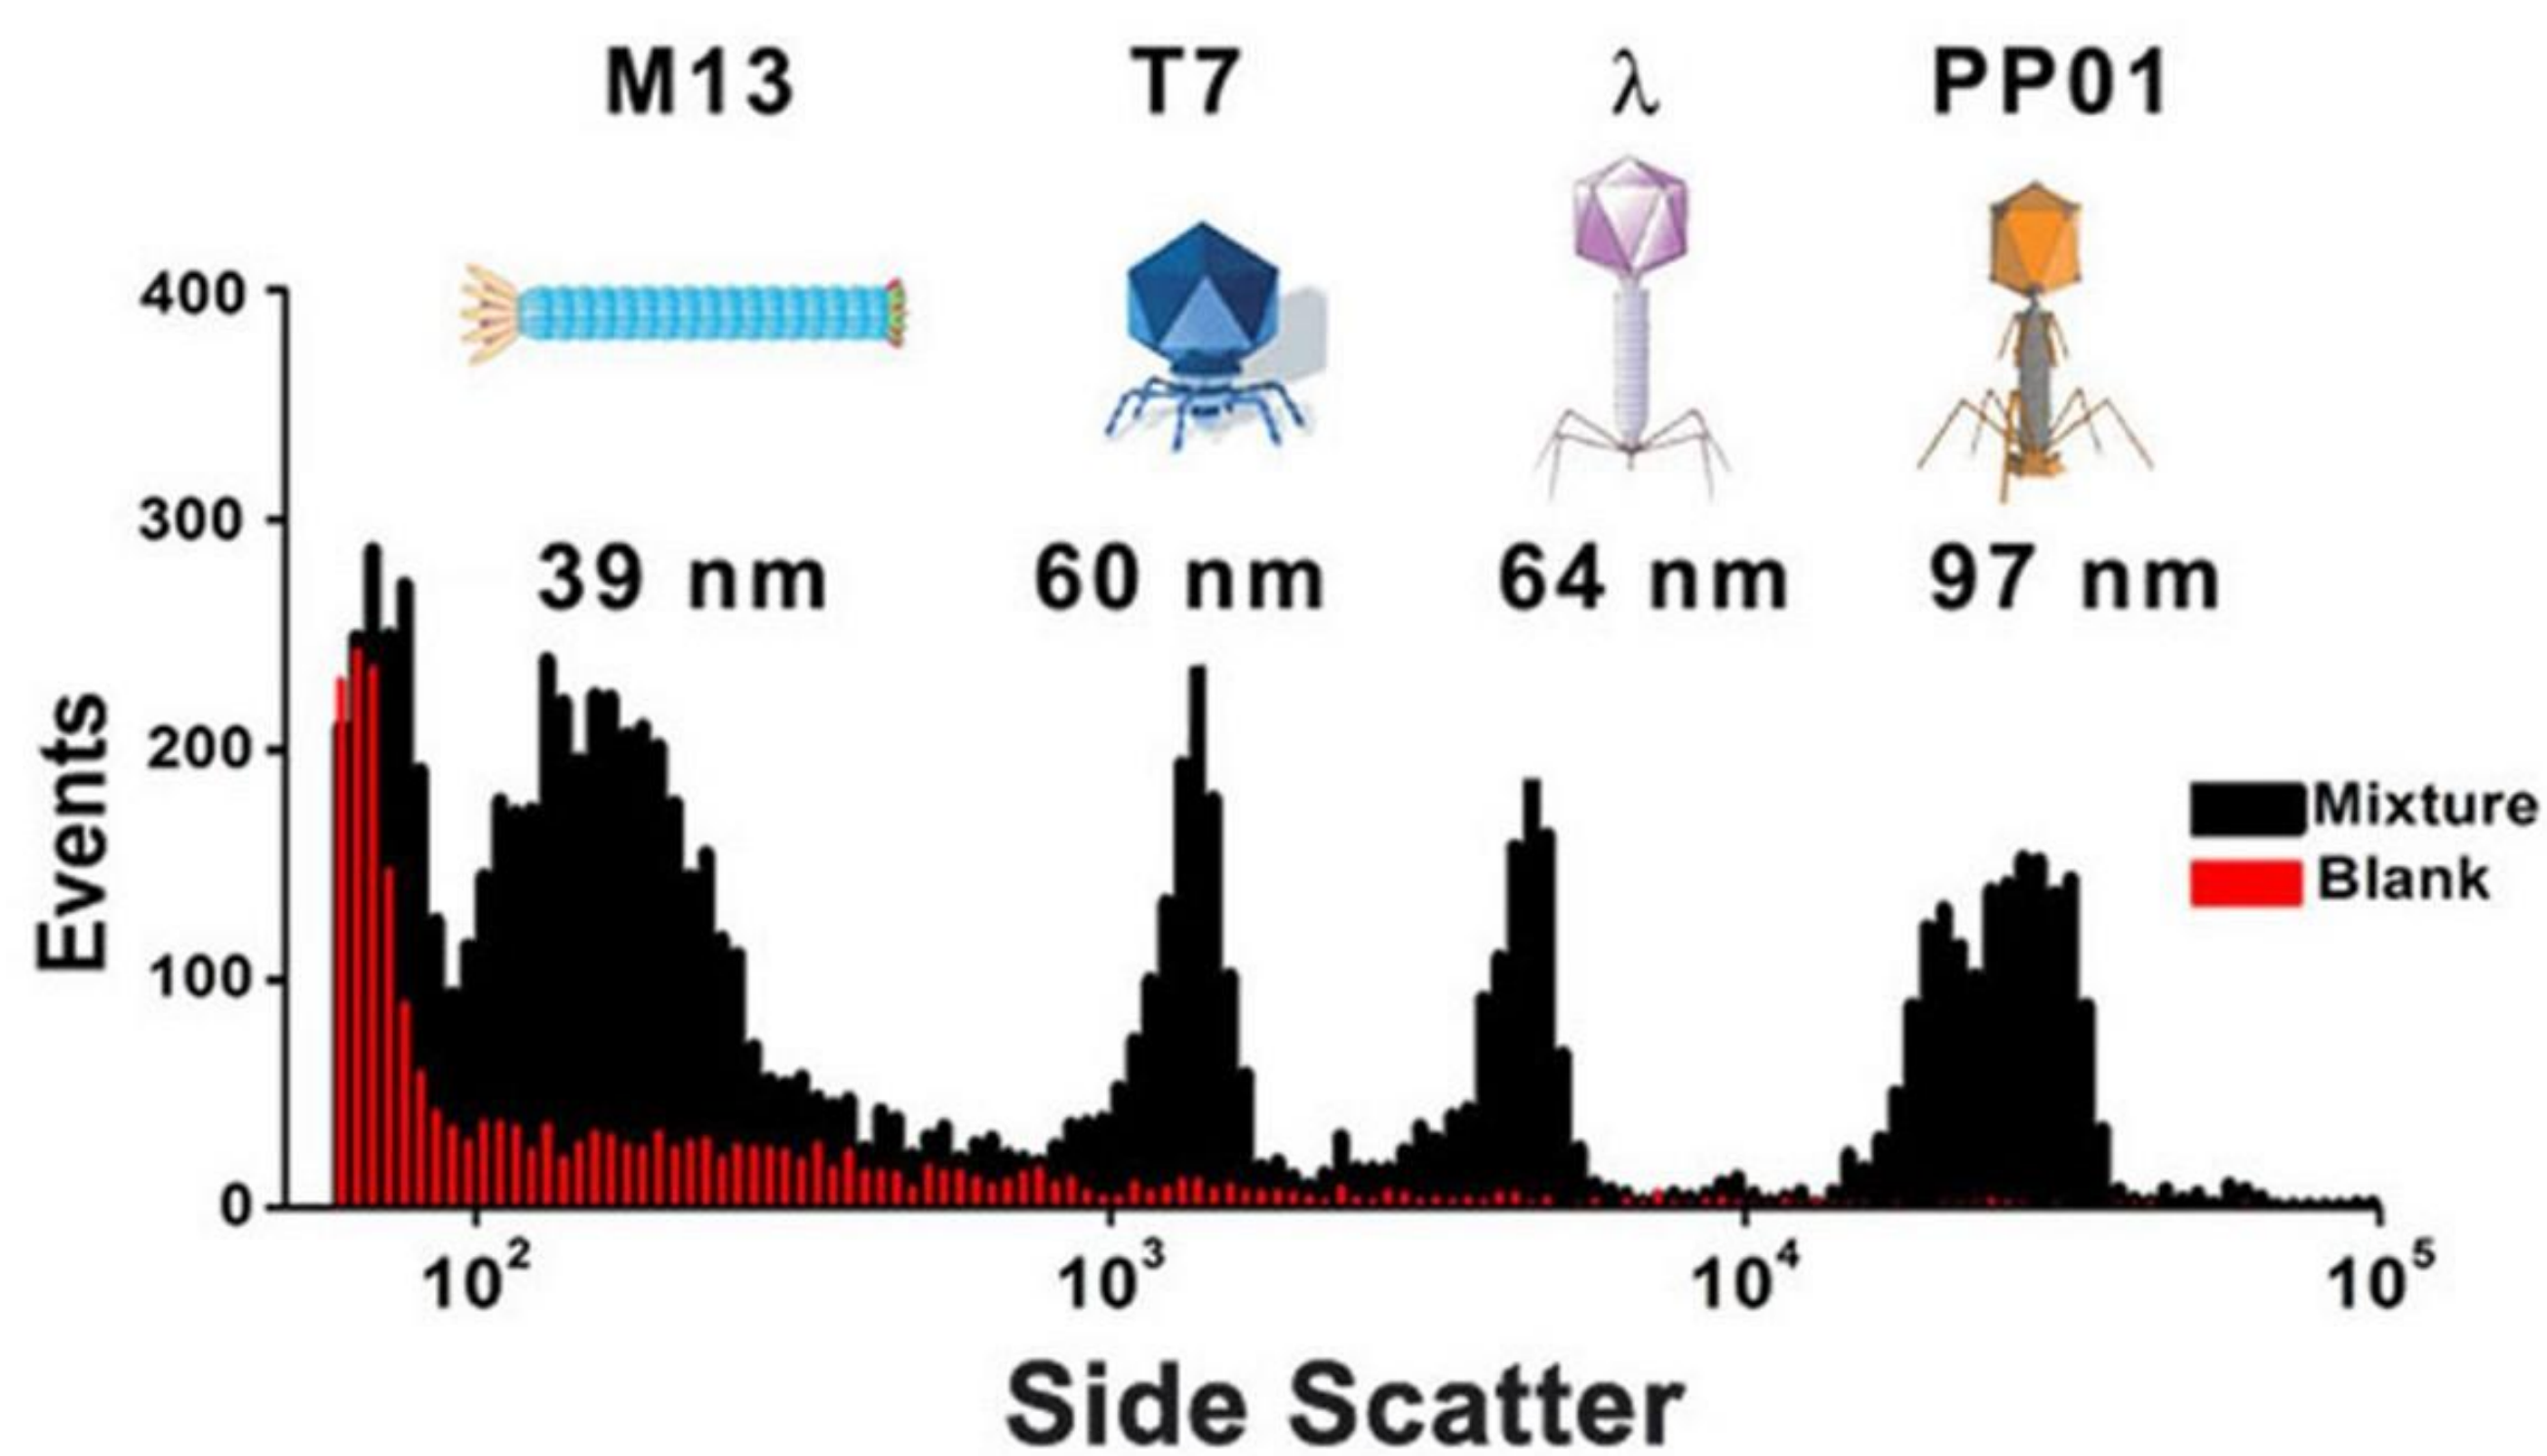 M13 T7 λ PP01
39 nm 60 nm 64 nm 97 nm
400
300
200
100
0
Events
Mixture
Blank
10² 10³ 10⁴ 10⁵
Side Scatter